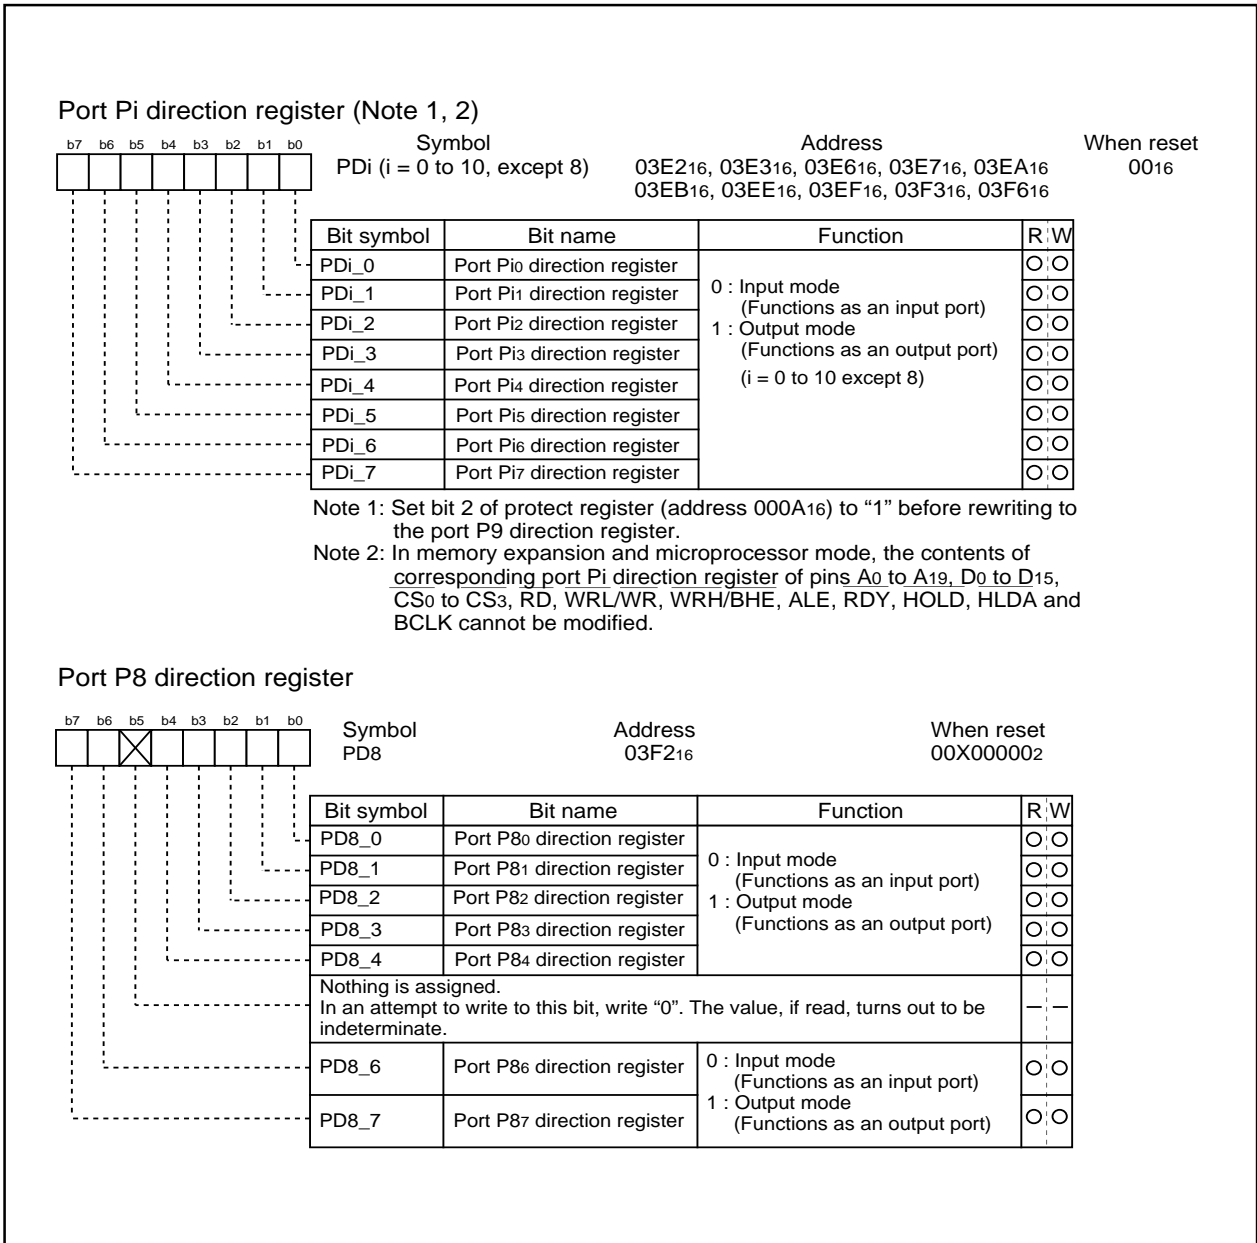 Port Pi direction register (Note 1, 2)
b7 b6 b5 b4 b3 b2 b1 b0
Symbol Address When reset
PDi (i = 0 to 10, except 8) 03E216, 03E316, 03E616, 03E716, 03EA16 0016
03EB16, 03EE16, 03EF16, 03F316, 03F616
Bit symbol Bit name Function R W
PDi_0 Port Pi0 direction register
PDi_1 Port Pi1 direction register
PDi_2 Port Pi2 direction register
PDi_3 Port Pi3 direction register
PDi_4 Port Pi4 direction register
PDi_5 Port Pi5 direction register
PDi_6 Port Pi6 direction register
PDi_7 Port Pi7 direction register
0 : Input mode
(Functions as an input port)
1 : Output mode
(Functions as an output port)
(i = 0 to 10 except 8)
Note 1: Set bit 2 of protect register (address 000A16) to “1” before rewriting to
the port P9 direction register.
Note 2: In memory expansion and microprocessor mode, the contents of
corresponding port Pi direction register of pins A0 to A19, D0 to D15,
CS0 to CS3, RD, WRL/WR, WRH/BHE, ALE, RDY, HOLD, HLDA and
BCLK cannot be modified.
Port P8 direction register
b7 b6 b5 b4 b3 b2 b1 b0
Symbol Address When reset
PD8 03F216 00X000002
Bit symbol Bit name Function R W
PD8_0 Port P80 direction register
PD8_1 Port P81 direction register
PD8_2 Port P82 direction register
PD8_3 Port P83 direction register
PD8_4 Port P84 direction register
0 : Input mode
(Functions as an input port)
1 : Output mode
(Functions as an output port)
Nothing is assigned.
In an attempt to write to this bit, write “0”. The value, if read, turns out to be
indeterminate.
PD8_6 Port P86 direction register
PD8_7 Port P87 direction register
0 : Input mode
(Functions as an input port)
1 : Output mode
(Functions as an output port)